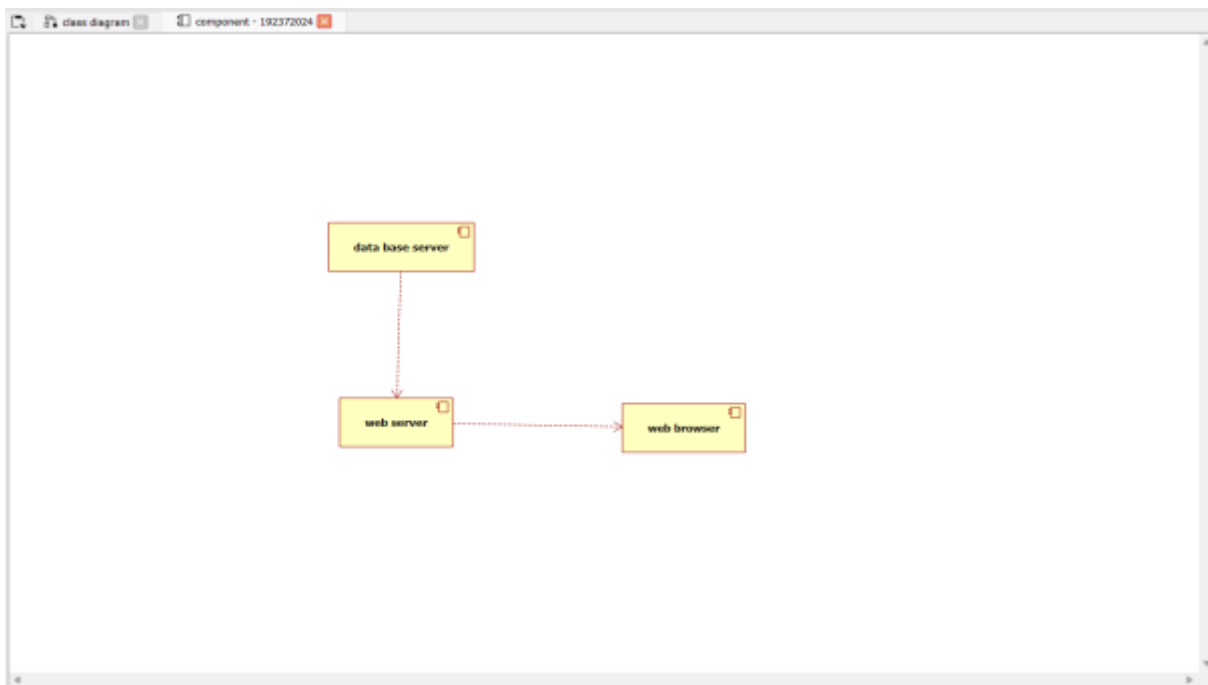 class diagram
component - 192372024
data base server
web server
web browser